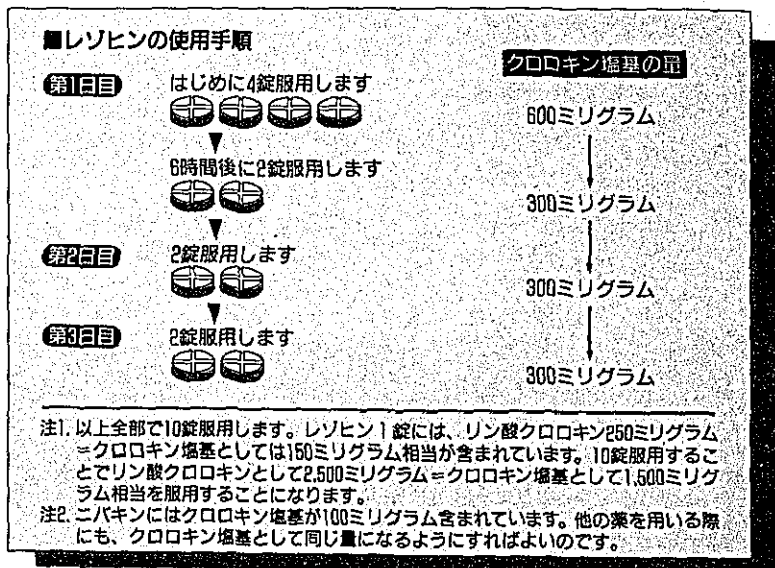 ■レゾヒンの使用手順
クロロキン塩基の量
第1日目
はじめに4錠服用します
600ミリグラム
6時間後に2錠服用します
300ミリグラム
第2日目
2錠服用します
300ミリグラム
第3日目
2錠服用します
300ミリグラム
注1. 以上全部で10錠服用します。レゾヒン1錠には、リン酸クロロキン250ミリグラム
=クロロキン塩基としては150ミリグラム相当が含まれています。10錠服用するこ
とでリン酸クロロキンとして2,500ミリグラム=クロロキン塩基として1,500ミリグ
ラム相当を服用することになります。
注2. ニバキンにはクロロキン塩基が100ミリグラム含まれています。他の薬を用いる際
にも、クロロキン塩基として同じ量になるようにすればよいのです。